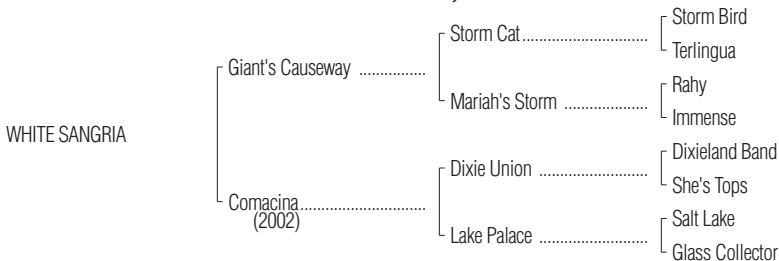 Storm Bird
Storm Cat
Terlingua
Giant's Causeway
Rahy
Mariah's Storm
Immense
WHITE SANGRIA
Dixieland Band
Dixie Union
She's Tops
Comacina
(2002)
Salt Lake
Lake Palace
Glass Collector